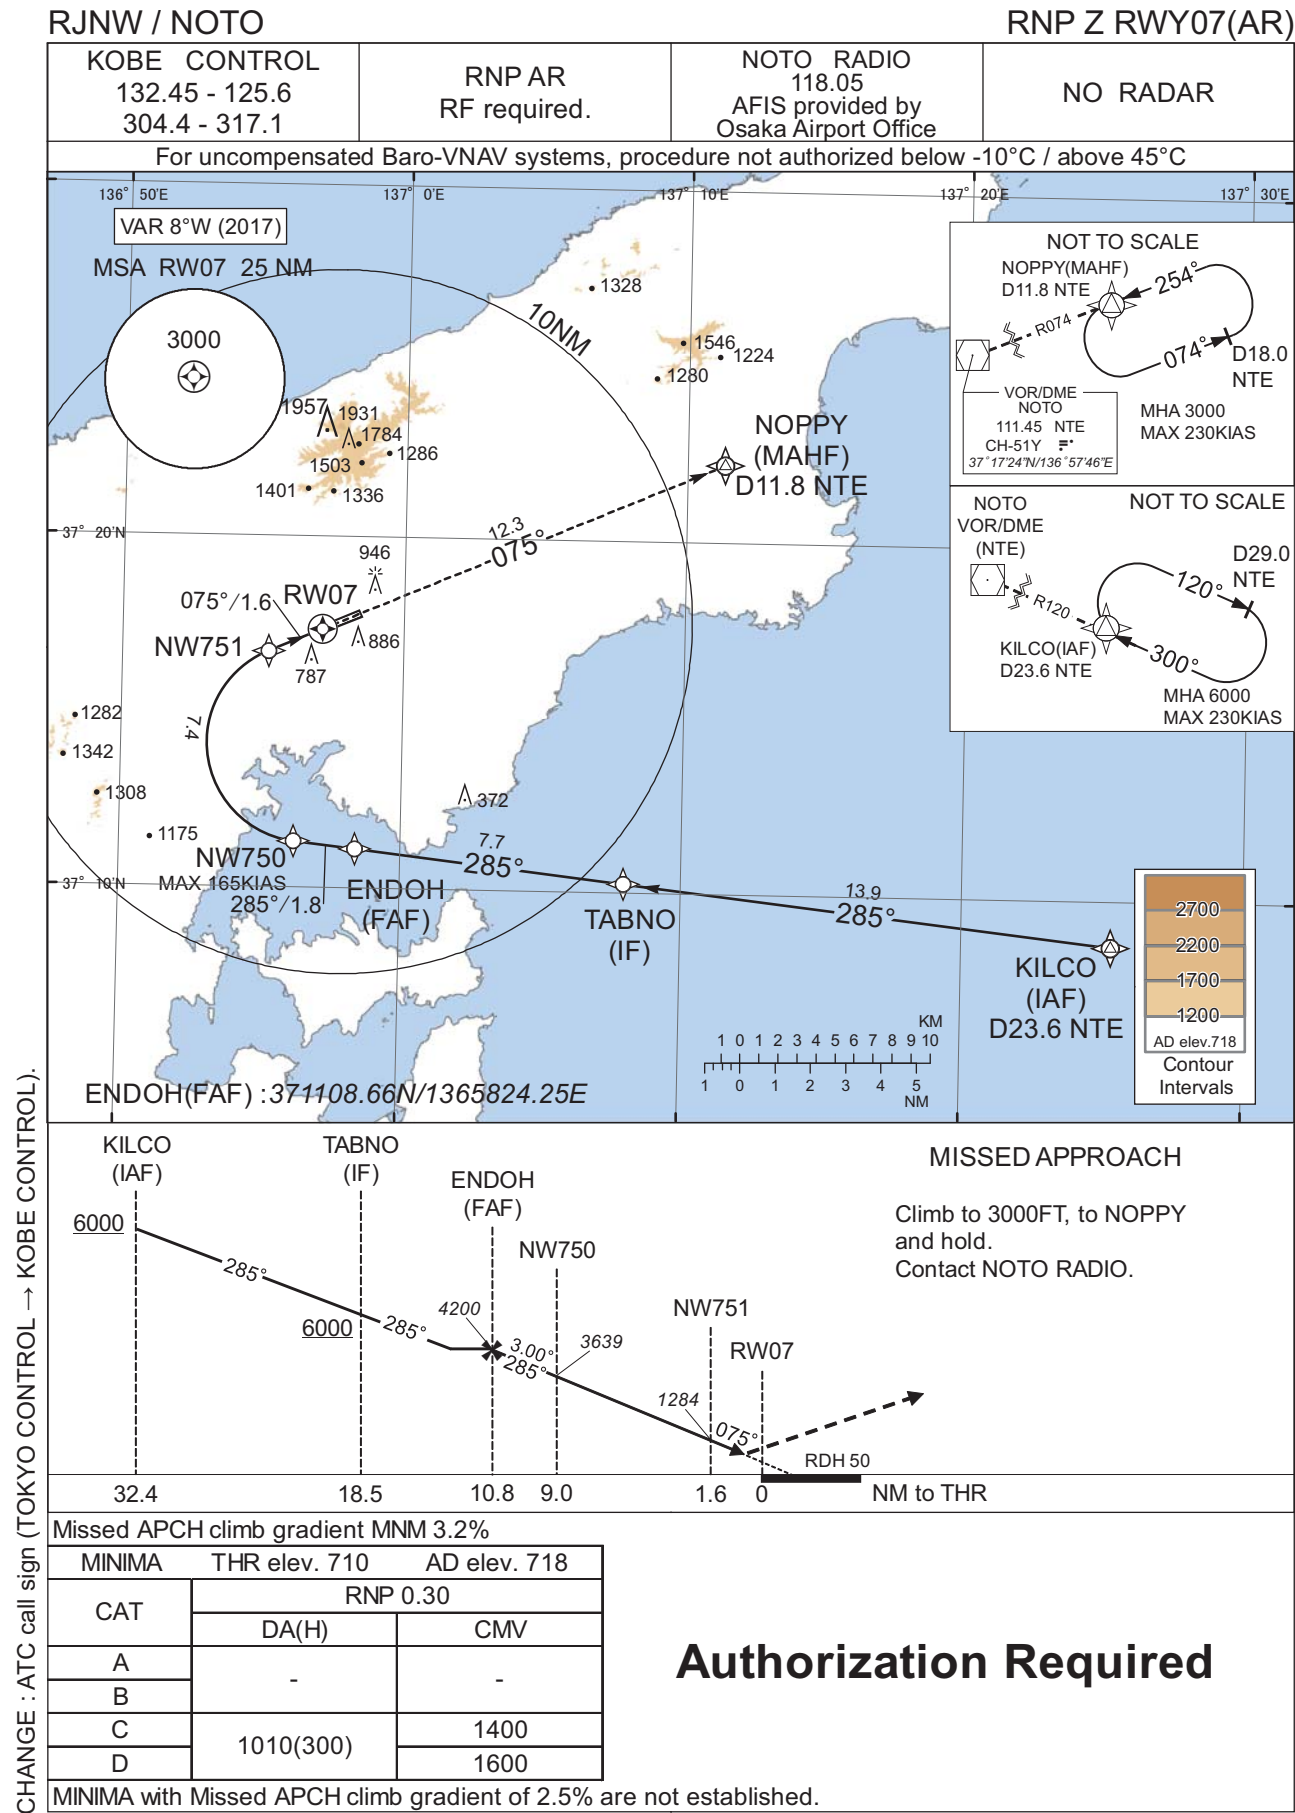 RJNW / NOTO
RNP Z RWY07(AR)
KOBE CONTROL
132.45 - 125.6
304.4 - 317.1
RNP AR
RF required.
NOTO RADIO
118.05
AFIS provided by
Osaka Airport Office
NO RADAR
For uncompensated Baro-VNAV systems, procedure not authorized below -10°C / above 45°C
136° 50'E
137° 0'E
137° 10'E
137° 20'E
137° 30'E
VAR 8°W (2017)
MSA RW07 25 NM
3000
10NM
1328
1546
1224
1280
1957
1931
1784
1286
1503
1401
1336
NOPPY
(MAHF)
D11.8 NTE
37° 20'N
12.3
075°
946
075°/1.6
RW07
NW751
886
787
7.4
1282
1342
1308
1175
372
NW750
MAX 165KIAS
285°/1.8
37° 10'N
7.7
285°
ENDOH
(FAF)
TABNO
(IF)
13.9
285°
KILCO
(IAF)
D23.6 NTE
NOT TO SCALE
NOPPY(MAHF)
D11.8 NTE
254°
R074
074°
D18.0
NTE
VOR/DME
NOTO
111.45 NTE
CH-51Y
37°17'24"N/136°57'46"E
MHA 3000
MAX 230KIAS
NOT TO SCALE
NOTO
VOR/DME
(NTE)
D29.0
NTE
120°
R120
KILCO(IAF)
D23.6 NTE
300°
MHA 6000
MAX 230KIAS
2700
2200
1700
1200
AD elev.718
Contour
Intervals
KM
1 0 1 2 3 4 5 6 7 8 9 10
1 0 1 2 3 4 5
NM
ENDOH(FAF) :371108.66N/1365824.25E
KILCO
(IAF)
TABNO
(IF)
ENDOH
(FAF)
NW750
NW751
RW07
6000
285°
6000
285°
4200
3.00°
285°
3639
1284
075°
RDH 50
32.4
18.5
10.8
9.0
1.6
0
NM to THR
MISSED APPROACH
Climb to 3000FT, to NOPPY
and hold.
Contact NOTO RADIO.
Missed APCH climb gradient MNM 3.2%
MINIMA THR elev. 710 AD elev. 718
CAT
RNP 0.30
DA(H)
CMV
A
B
-
-
C
D
1010(300)
1400
1600
MINIMA with Missed APCH climb gradient of 2.5% are not established.
Authorization Required
CHANGE : ATC call sign (TOKYO CONTROL → KOBE CONTROL).